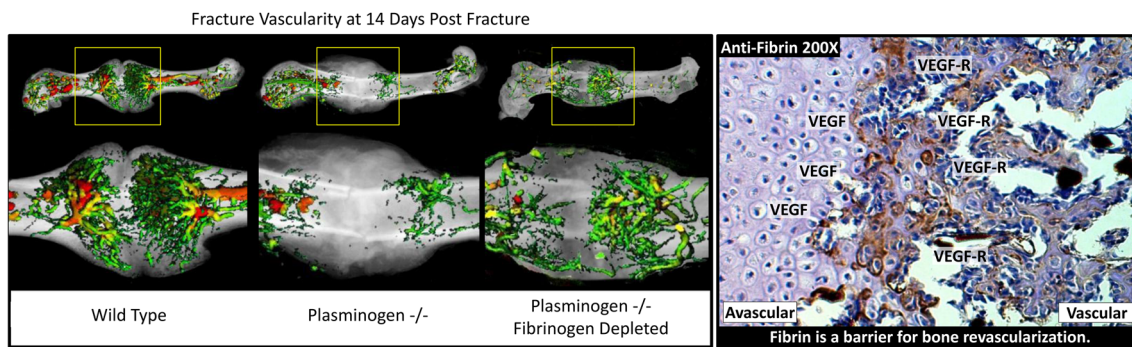 Fracture Vascularity at 14 Days Post Fracture
Wild Type
Plasminogen -/-
Plasminogen -/-
Fibrinogen Depleted
Anti-Fibrin 200X
VEGF-R
VEGF
VEGF-R
VEGF
VEGF-R
VEGF
VEGF-R
Avascular
Vascular
Fibrin is a barrier for bone revascularization.